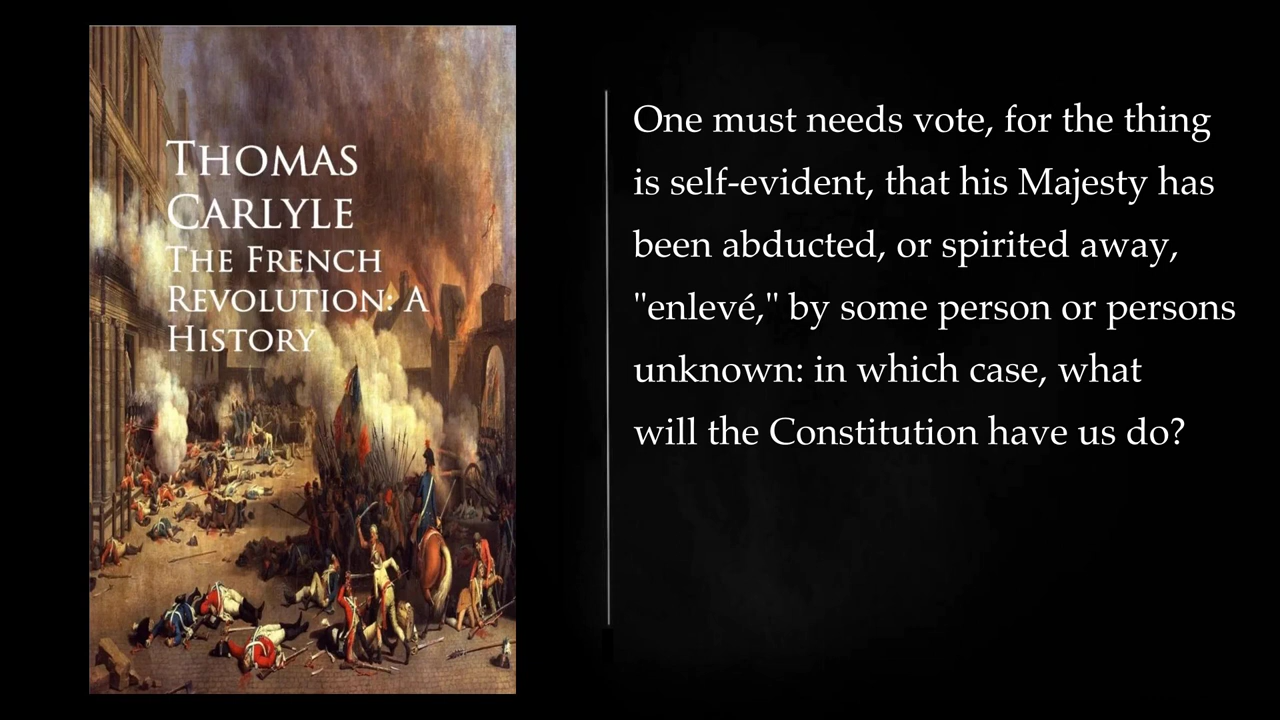 THOMAS
CARLYLE
THE FRENCH
REVOLUTION: A
HISTORY
One must needs vote, for the thing
is self-evident, that his Majesty has
been abducted, or spirited away,
"enlevé," by some person or persons
unknown: in which case, what
will the Constitution have us do?